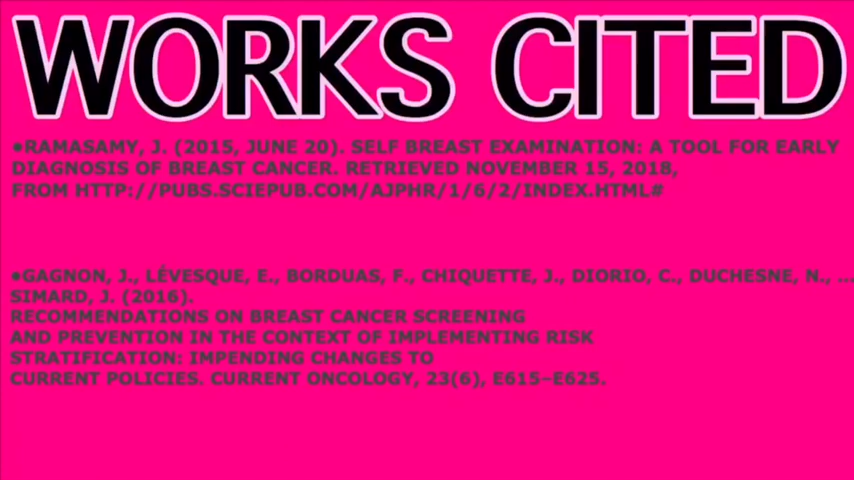 WORKS CITED
•RAMASAMY, J. (2015, JUNE 20). SELF BREAST EXAMINATION: A TOOL FOR EARLY
DIAGNOSIS OF BREAST CANCER. RETRIEVED NOVEMBER 15, 2018,
FROM HTTP://PUBS.SCIEPUB.COM/AJPHR/1/6/2/INDEX.HTML#
•GAGNON, J., LÉVESQUE, E., BORDUAS, F., CHIQUETTE, J., DIORIO, C., DUCHESNE, N., ...
SIMARD, J. (2016).
RECOMMENDATIONS ON BREAST CANCER SCREENING
AND PREVENTION IN THE CONTEXT OF IMPLEMENTING RISK
STRATIFICATION: IMPENDING CHANGES TO
CURRENT POLICIES. CURRENT ONCOLOGY, 23(6), E615–E625.